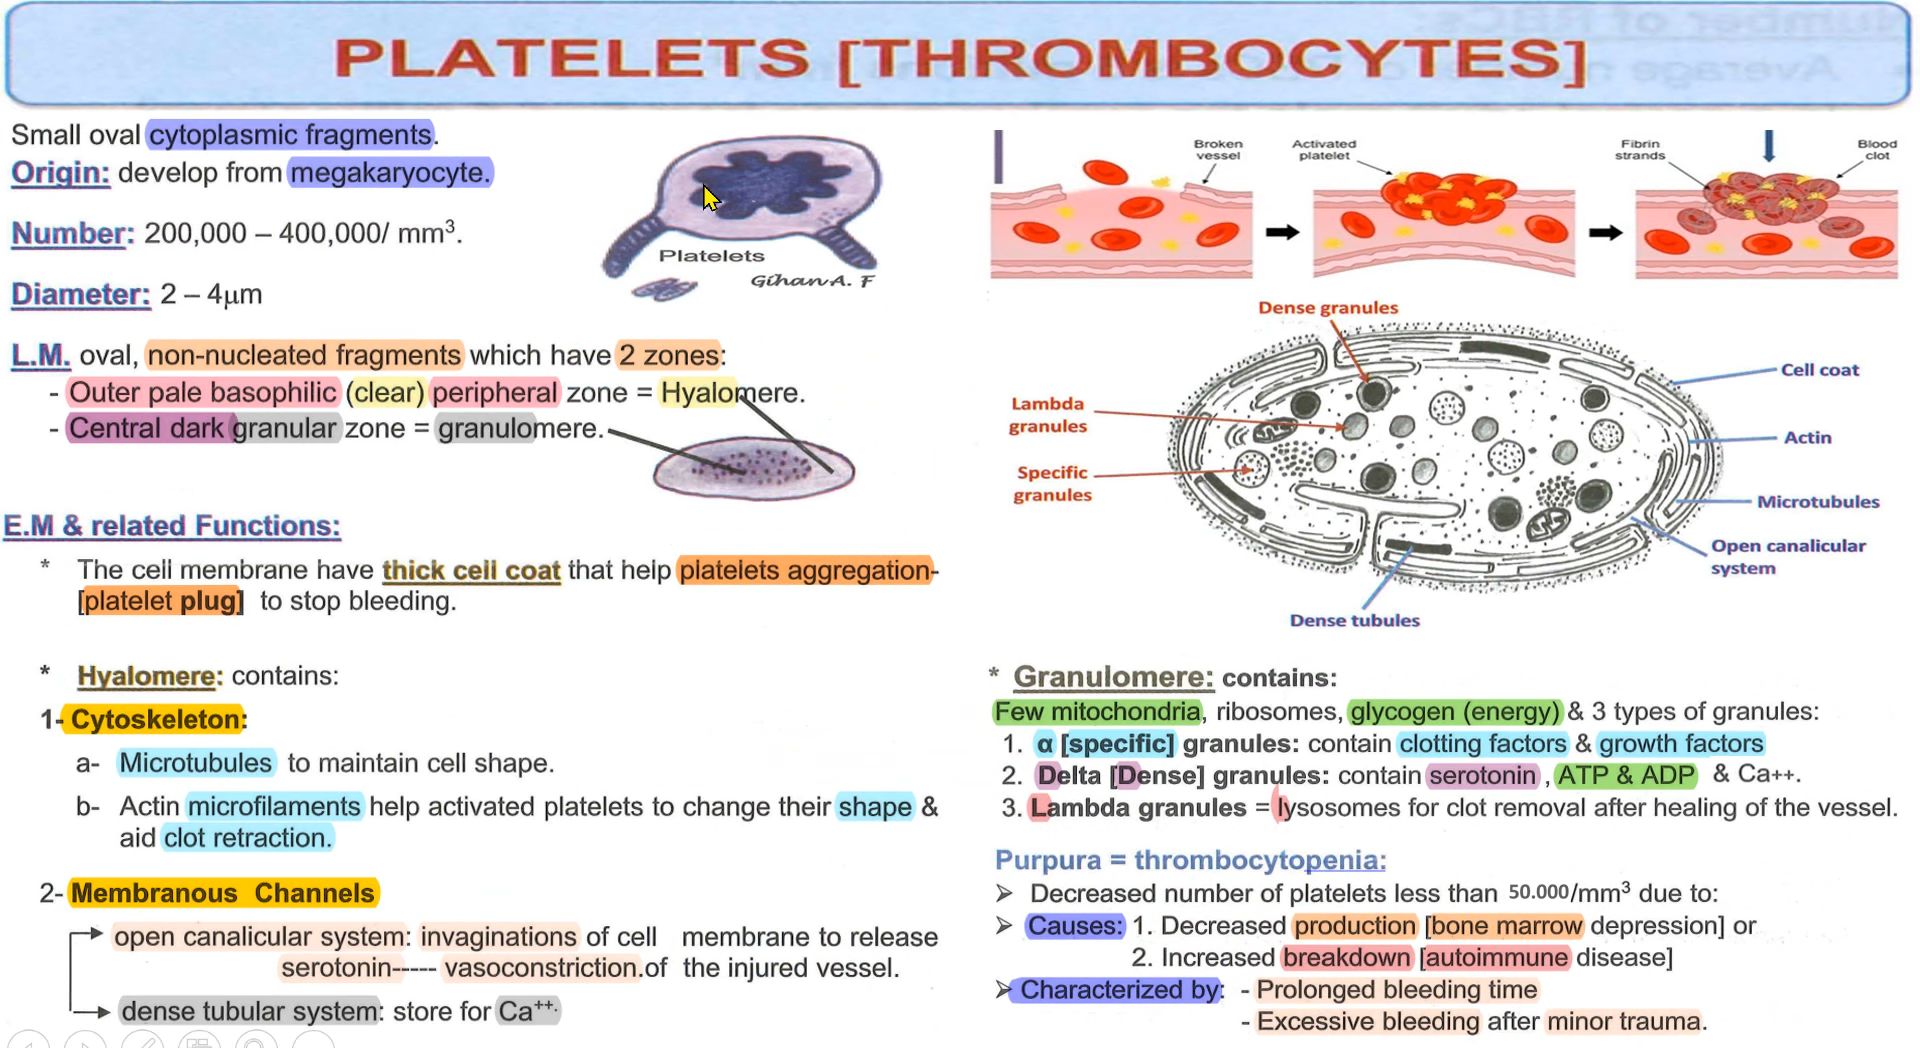 PLATELETS [THROMBOCYTES]
Small oval cytoplasmic fragments.
Origin: develop from megakaryocyte.
Number: 200,000 – 400,000/ mm³.
Diameter: 2 – 4μm
Platelets
Gihan A. F
L.M. oval, non-nucleated fragments which have 2 zones:
- Outer pale basophilic (clear) peripheral zone = Hyalomere.
- Central dark granular zone = granulomere.
E.M & related Functions:
* The cell membrane have thick cell coat that help platelets aggregation-
[platelet plug] to stop bleeding.
* Hyalomere: contains:
1- Cytoskeleton:
a- Microtubules to maintain cell shape.
b- Actin microfilaments help activated platelets to change their shape &
aid clot retraction.
2- Membranous Channels
open canalicular system: invaginations of cell membrane to release
serotonin----- vasoconstriction.of the injured vessel.
dense tubular system: store for Ca⁺⁺.
Broken
vessel
Activated
platelet
Fibrin
strands
Blood
clot
Dense granules
Lambda
granules
Specific
granules
Cell coat
Actin
Microtubules
Open canalicular
system
Dense tubules
* Granulomere: contains:
Few mitochondria, ribosomes, glycogen (energy) & 3 types of granules:
1. α [specific] granules: contain clotting factors & growth factors
2. Delta [Dense] granules: contain serotonin , ATP & ADP & Ca++.
3. Lambda granules = lysosomes for clot removal after healing of the vessel.
Purpura = thrombocytopenia:
➢ Decreased number of platelets less than 50.000/mm³ due to:
➢ Causes: 1. Decreased production [bone marrow depression] or
2. Increased breakdown [autoimmune disease]
➢ Characterized by: - Prolonged bleeding time
- Excessive bleeding after minor trauma.